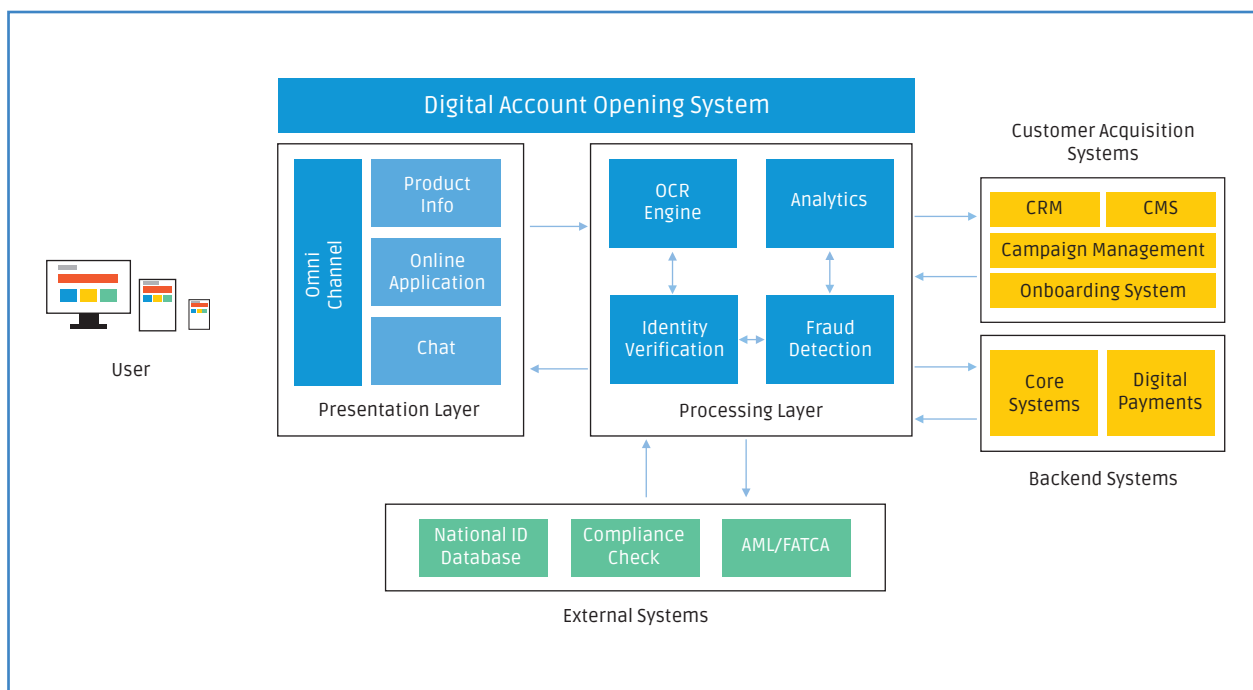 Digital Account Opening System
Omni
Channel
Product
Info
Online
Application
Chat
Presentation Layer
OCR
Engine
Analytics
Identity
Verification
Fraud
Detection
Processing Layer
Customer Acquisition
Systems
CRM
CMS
Campaign Management
Onboarding System
Core
Systems
Digital
Payments
Backend Systems
User
National ID
Database
Compliance
Check
AML/FATCA
External Systems